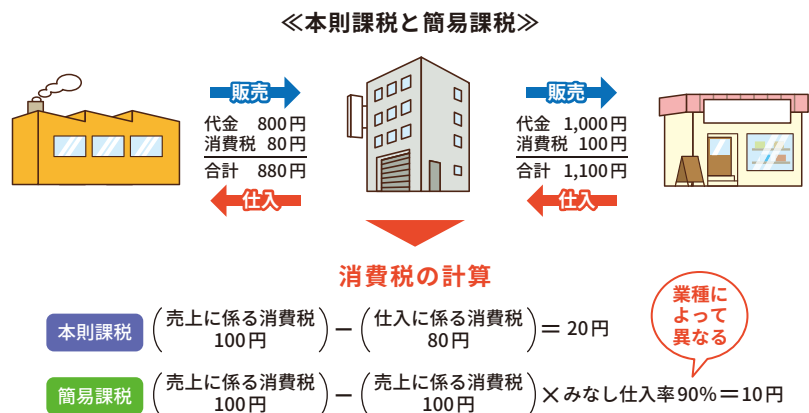 ≪本則課税と簡易課税≫
販売
代金 800円
消費税 80円
合計 880円
仕入
販売
代金 1,000円
消費税 100円
合計 1,100円
仕入
消費税の計算
業種に
よって
異なる
本則課税 (売上に係る消費税 100円) − (仕入に係る消費税 80円) = 20円
簡易課税 (売上に係る消費税 100円) − (売上に係る消費税 100円) × みなし仕入率90% = 10円